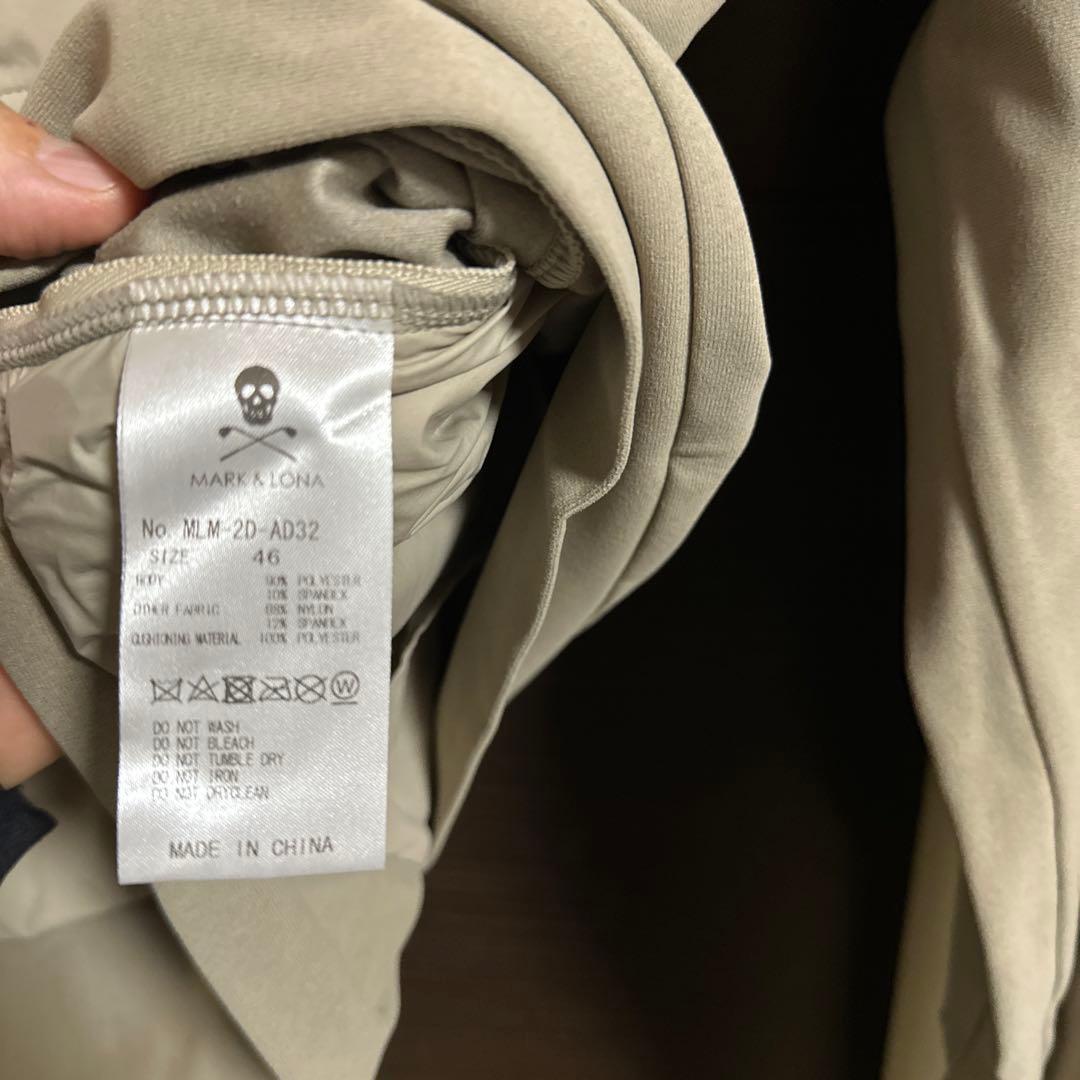 MARK & LONA
No. MLM-2D-AD32
SIZE 46
BODY 90% POLYESTER
10% SPANDEX
OTHER FABRIC 88% NYLON
12% SPANDEX
CUSHIONING MATERIAL 100% POLYESTER
W
DO NOT WASH
DO NOT BLEACH
DO NOT TUMBLE DRY
DO NOT IRON
DO NOT DRYCLEAN
MADE IN CHINA